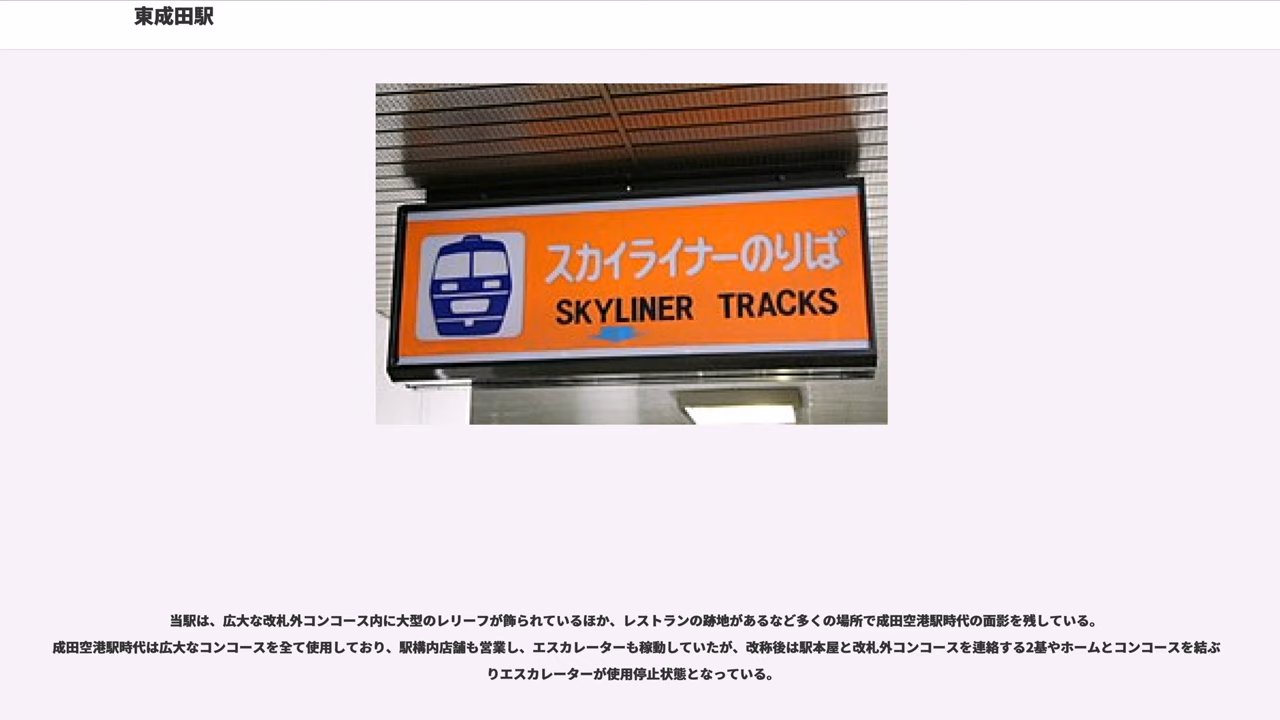 東成田駅
スカイライナーのりば
SKYLINER TRACKS
当駅は、広大な改札外コンコース内に大型のレリーフが飾られているほか、レストランの跡地があるなど多くの場所で成田空港駅時代の面影を残している。
成田空港駅時代は広大なコンコースを全て使用しており、駅構内店舗も営業し、エスカレーターも稼動していたが、改称後は駅本屋と改札外コンコースを連絡する2基やホームとコンコースを結ぶ
りエスカレーターが使用停止状態となっている。